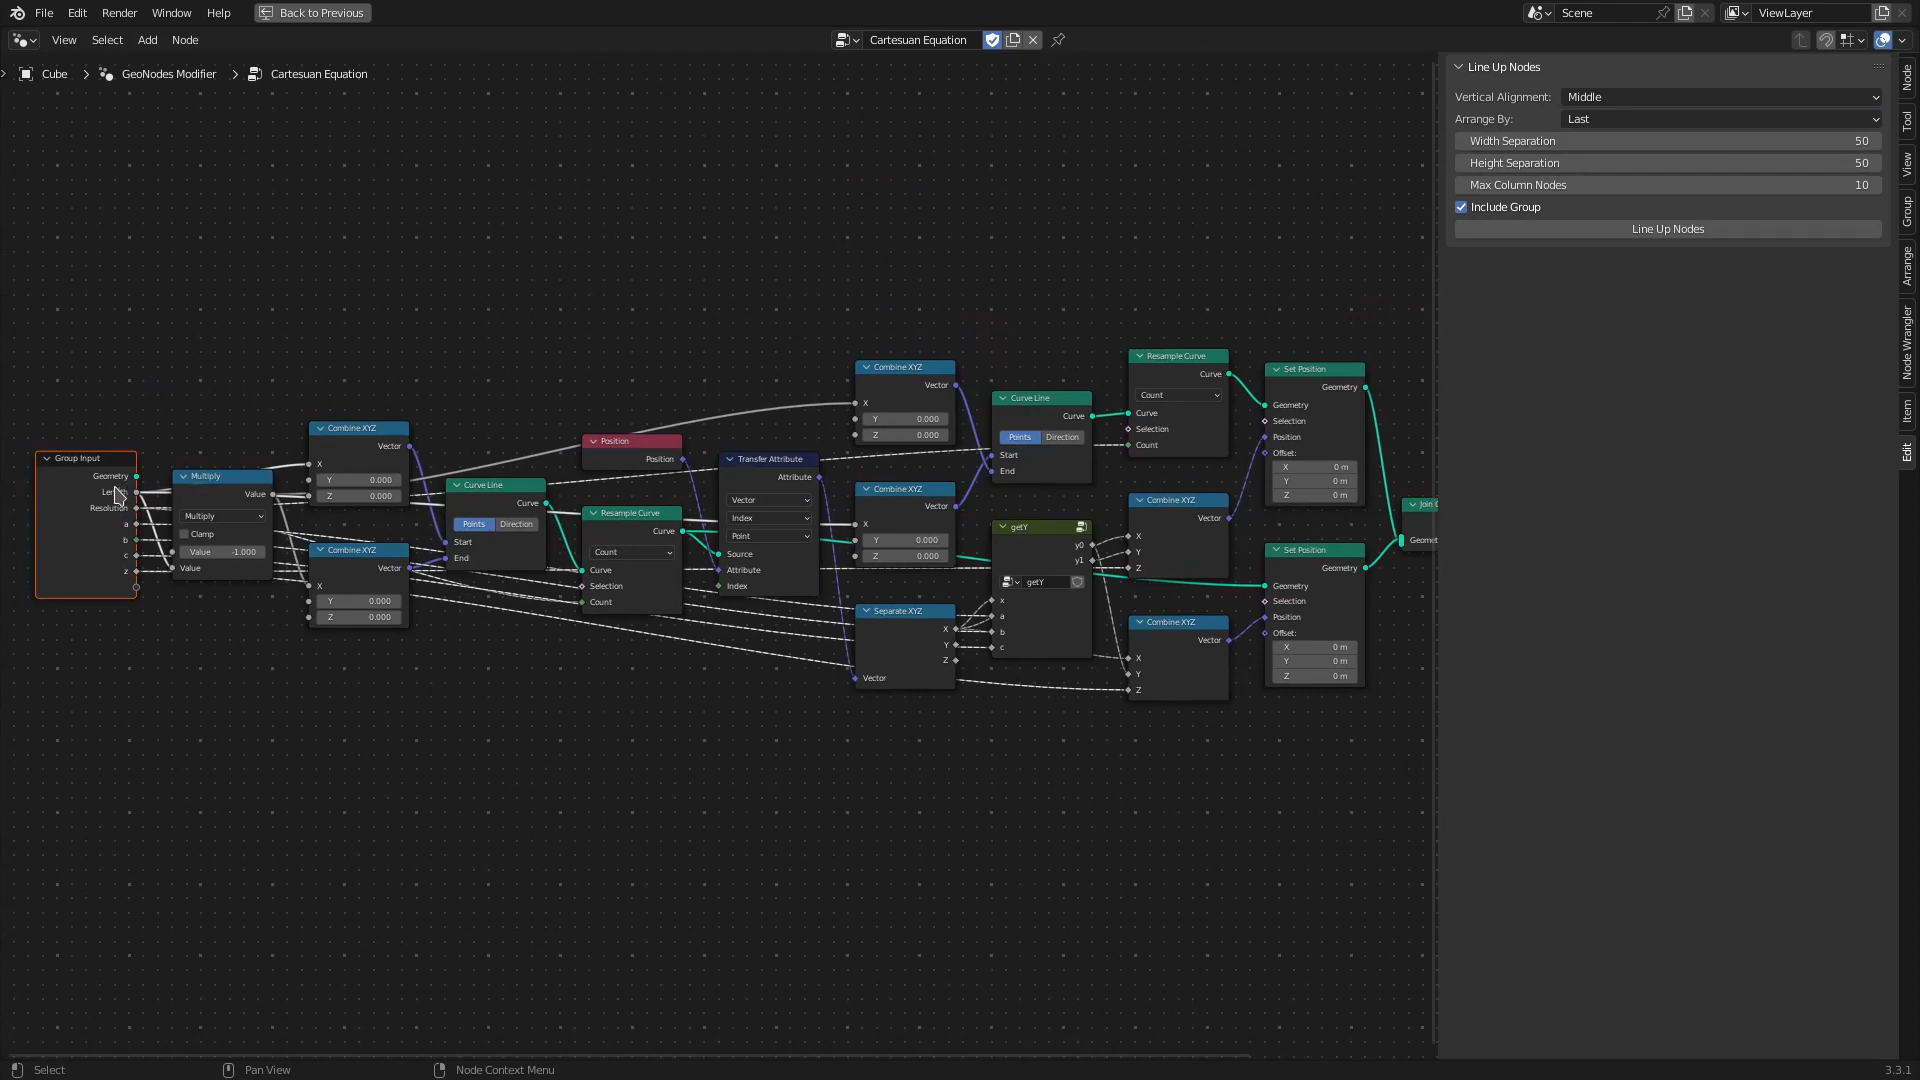 File Edit Render Window Help Back to Previous Scene ViewLayer
View Select Add Node Cartesuan Equation
Cube GeoNodes Modifier Cartesuan Equation
Line Up Nodes
Vertical Alignment: Middle
Arrange By: Last
Width Separation 50
Height Separation 50
Max Column Nodes 10
Include Group
Line Up Nodes
Node
Tool
View
Group
Arrange
Node Wrangler
Item
Edit
Group Input
Geometry
Resolution
a
b
c
z
Multiply
Value
Multiply
Clamp
Value -1.000
Value
Combine XYZ
Vector
X
Y 0.000
Z 0.000
Combine XYZ
Vector
X
Y 0.000
Z 0.000
Curve Line
Curve
Points Direction
Start
End
Position
Position
Resample Curve
Curve
Count
Curve
Selection
Count
Transfer Attribute
Attribute
Vector
Index
Point
Source
Attribute
Index
Combine XYZ
Vector
X
Y 0.000
Z 0.000
Combine XYZ
Vector
X
Y 0.000
Z 0.000
Separate XYZ
X
Y
Z
Vector
Curve Line
Curve
Points Direction
Start
End
getY
y0
y1
getY
x
a
b
c
Resample Curve
Curve
Count
Curve
Selection
Count
Combine XYZ
Vector
X
Y
Z
Combine XYZ
Vector
X
Y
Z
Set Position
Geometry
Geometry
Selection
Position
Offset:
X 0 m
Y 0 m
Z 0 m
Set Position
Geometry
Geometry
Selection
Position
Offset:
X 0 m
Y 0 m
Z 0 m
Join
Select Pan View Node Context Menu 3.3.1